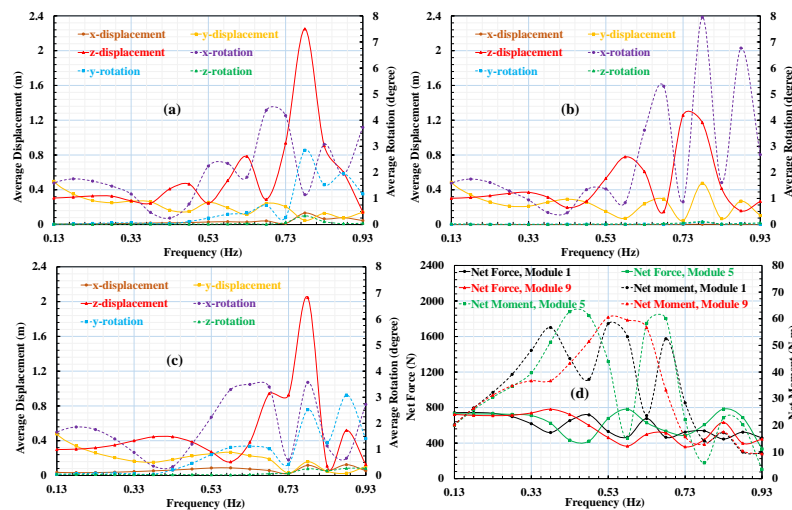 x-displacement y-displacement
z-displacement x-rotation
y-rotation z-rotation
(a)
2.4
2
1.6
1.2
0.8
0.4
0
8
7
6
5
4
3
2
1
0
Average Displacement (m)
Average Rotation (degree)
0.13 0.33 0.53 0.73 0.93
Frequency (Hz)
x-displacement y-displacement
z-displacement x-rotation
y-rotation z-rotation
(b)
2.4
2
1.6
1.2
0.8
0.4
0
8
7
6
5
4
3
2
1
0
Average Displacement (m)
Average Rotation (degree)
0.13 0.33 0.53 0.73 0.93
Frequency (Hz)
x-displacement y-displacement
z-displacement x-rotation
y-rotation z-rotation
(c)
2.4
2
1.6
1.2
0.8
0.4
0
8
7
6
5
4
3
2
1
0
Average Displacement (m)
Average Rotation (degree)
0.13 0.33 0.53 0.73 0.93
Frequency (Hz)
Net Force, Module 1 Net Force, Module 5
Net Force, Module 9 Net moment, Module 1
Net Moment, Module 5 Net Moment, Module 9
(d)
2400
2000
1600
1200
800
400
0
80
70
60
50
40
30
20
10
0
Net Force (N)
Net Moment (N.m)
0.13 0.33 0.53 0.73 0.93
Frequency (Hz)